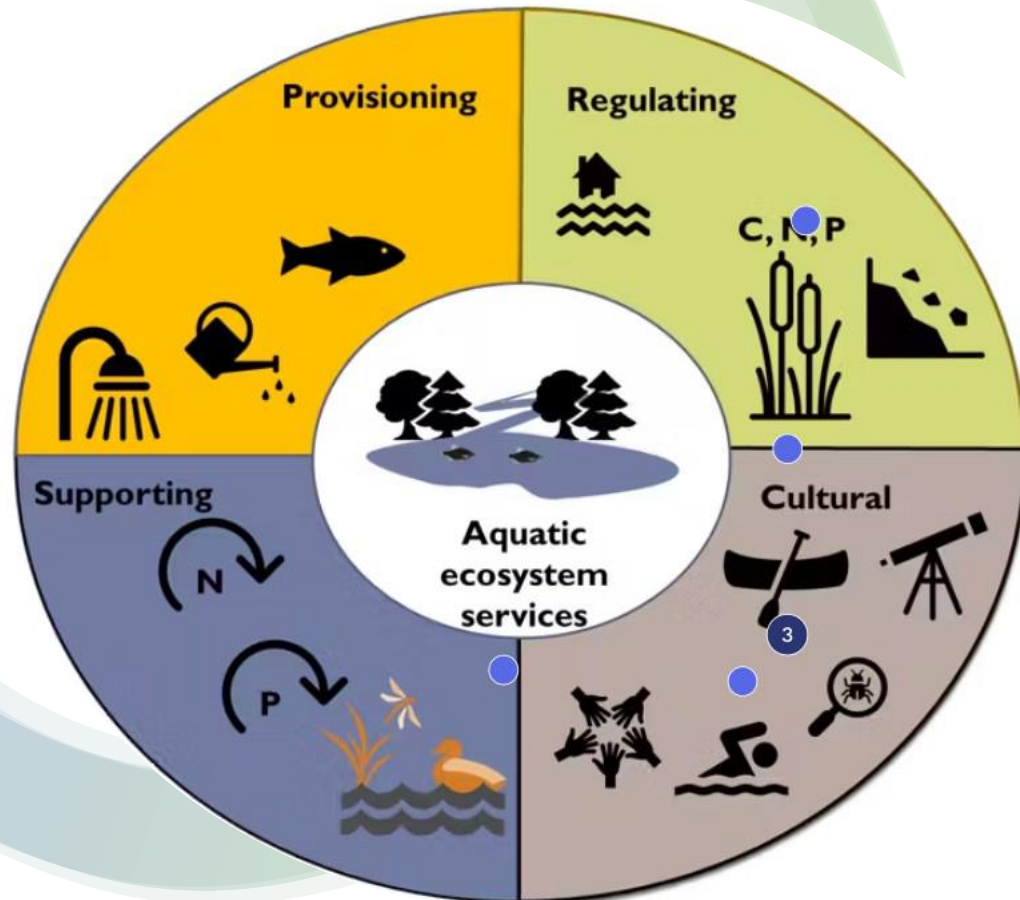 Provisioning
Regulating
C, N, P
Supporting
Cultural
N
Aquatic
ecosystem
services
3
P